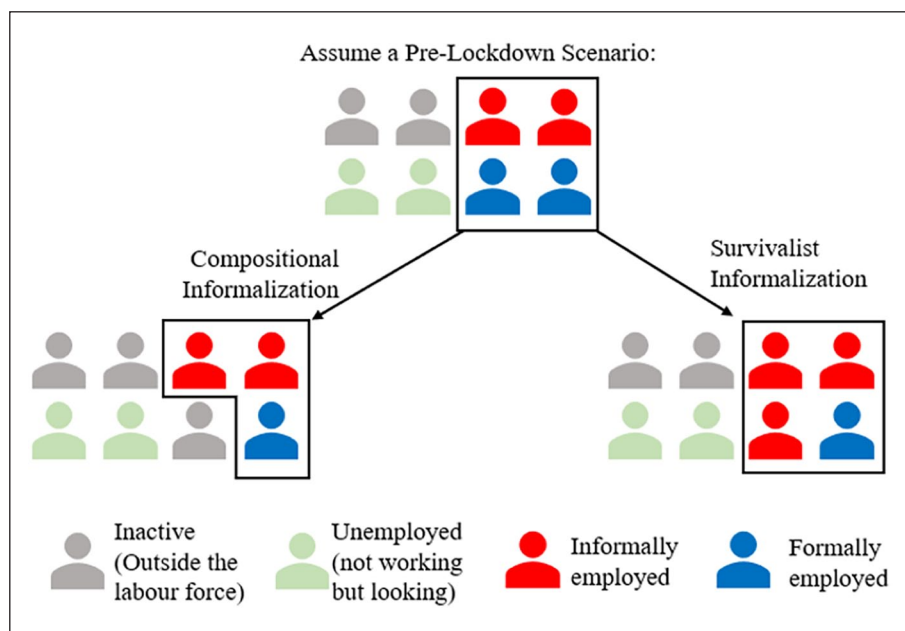 Assume a Pre-Lockdown Scenario:
Compositional
Informalization
Survivalist
Informalization
Inactive
(Outside the
labour force)
Unemployed
(not working
but looking)
Informally
employed
Formally
employed